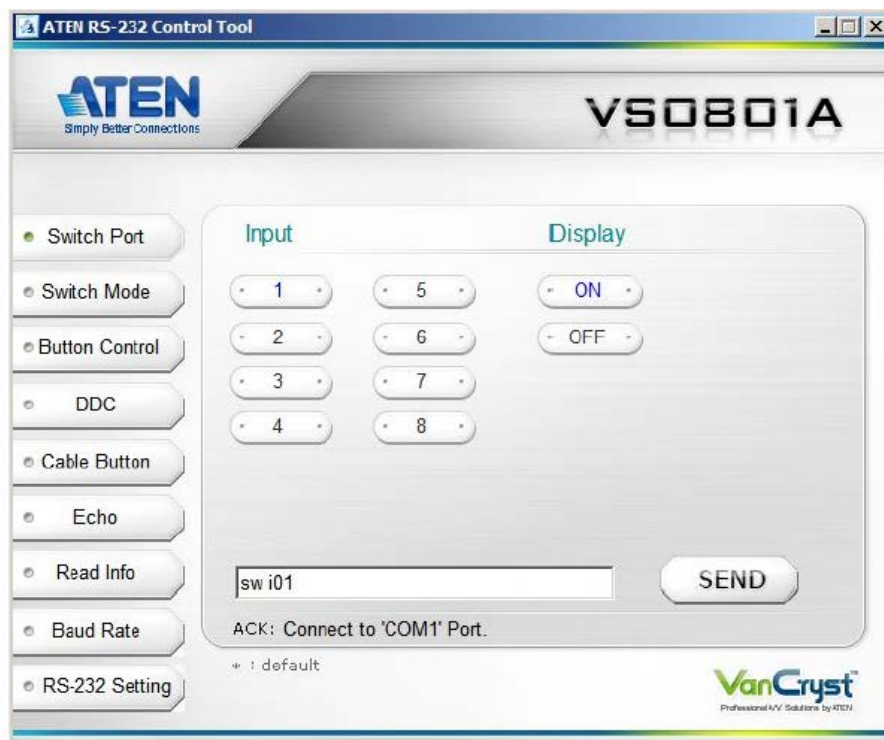 ATEN RS-232 Control Tool
ATEN
Simply Better Connections
VS0801A
Switch Port
Switch Mode
Button Control
DDC
Cable Button
Echo
Read Info
Baud Rate
RS-232 Setting
Input
Display
1
5
ON
2
6
OFF
3
7
4
8
sw i01
SEND
ACK: Connect to 'COM1' Port.
* : default
VanCryst™
Professional A/V Solutions by ATEN